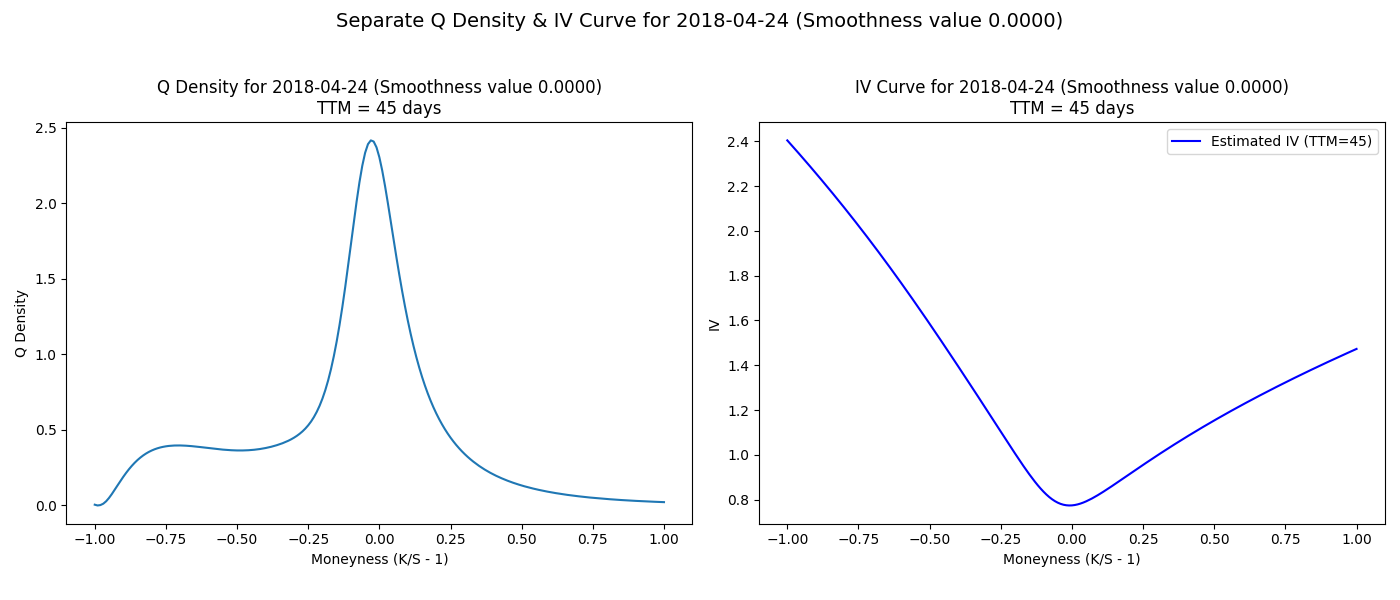 Separate Q Density & IV Curve for 2018-04-24 (Smoothness value 0.0000)
Q Density for 2018-04-24 (Smoothness value 0.0000)
TTM = 45 days
2.5
2.0
1.5
1.0
0.5
0.0
Q Density
−1.00 −0.75 −0.50 −0.25 0.00 0.25 0.50 0.75 1.00
Moneyness (K/S - 1)
IV Curve for 2018-04-24 (Smoothness value 0.0000)
TTM = 45 days
Estimated IV (TTM=45)
2.4
2.2
2.0
1.8
1.6
1.4
1.2
1.0
0.8
IV
−1.00 −0.75 −0.50 −0.25 0.00 0.25 0.50 0.75 1.00
Moneyness (K/S - 1)